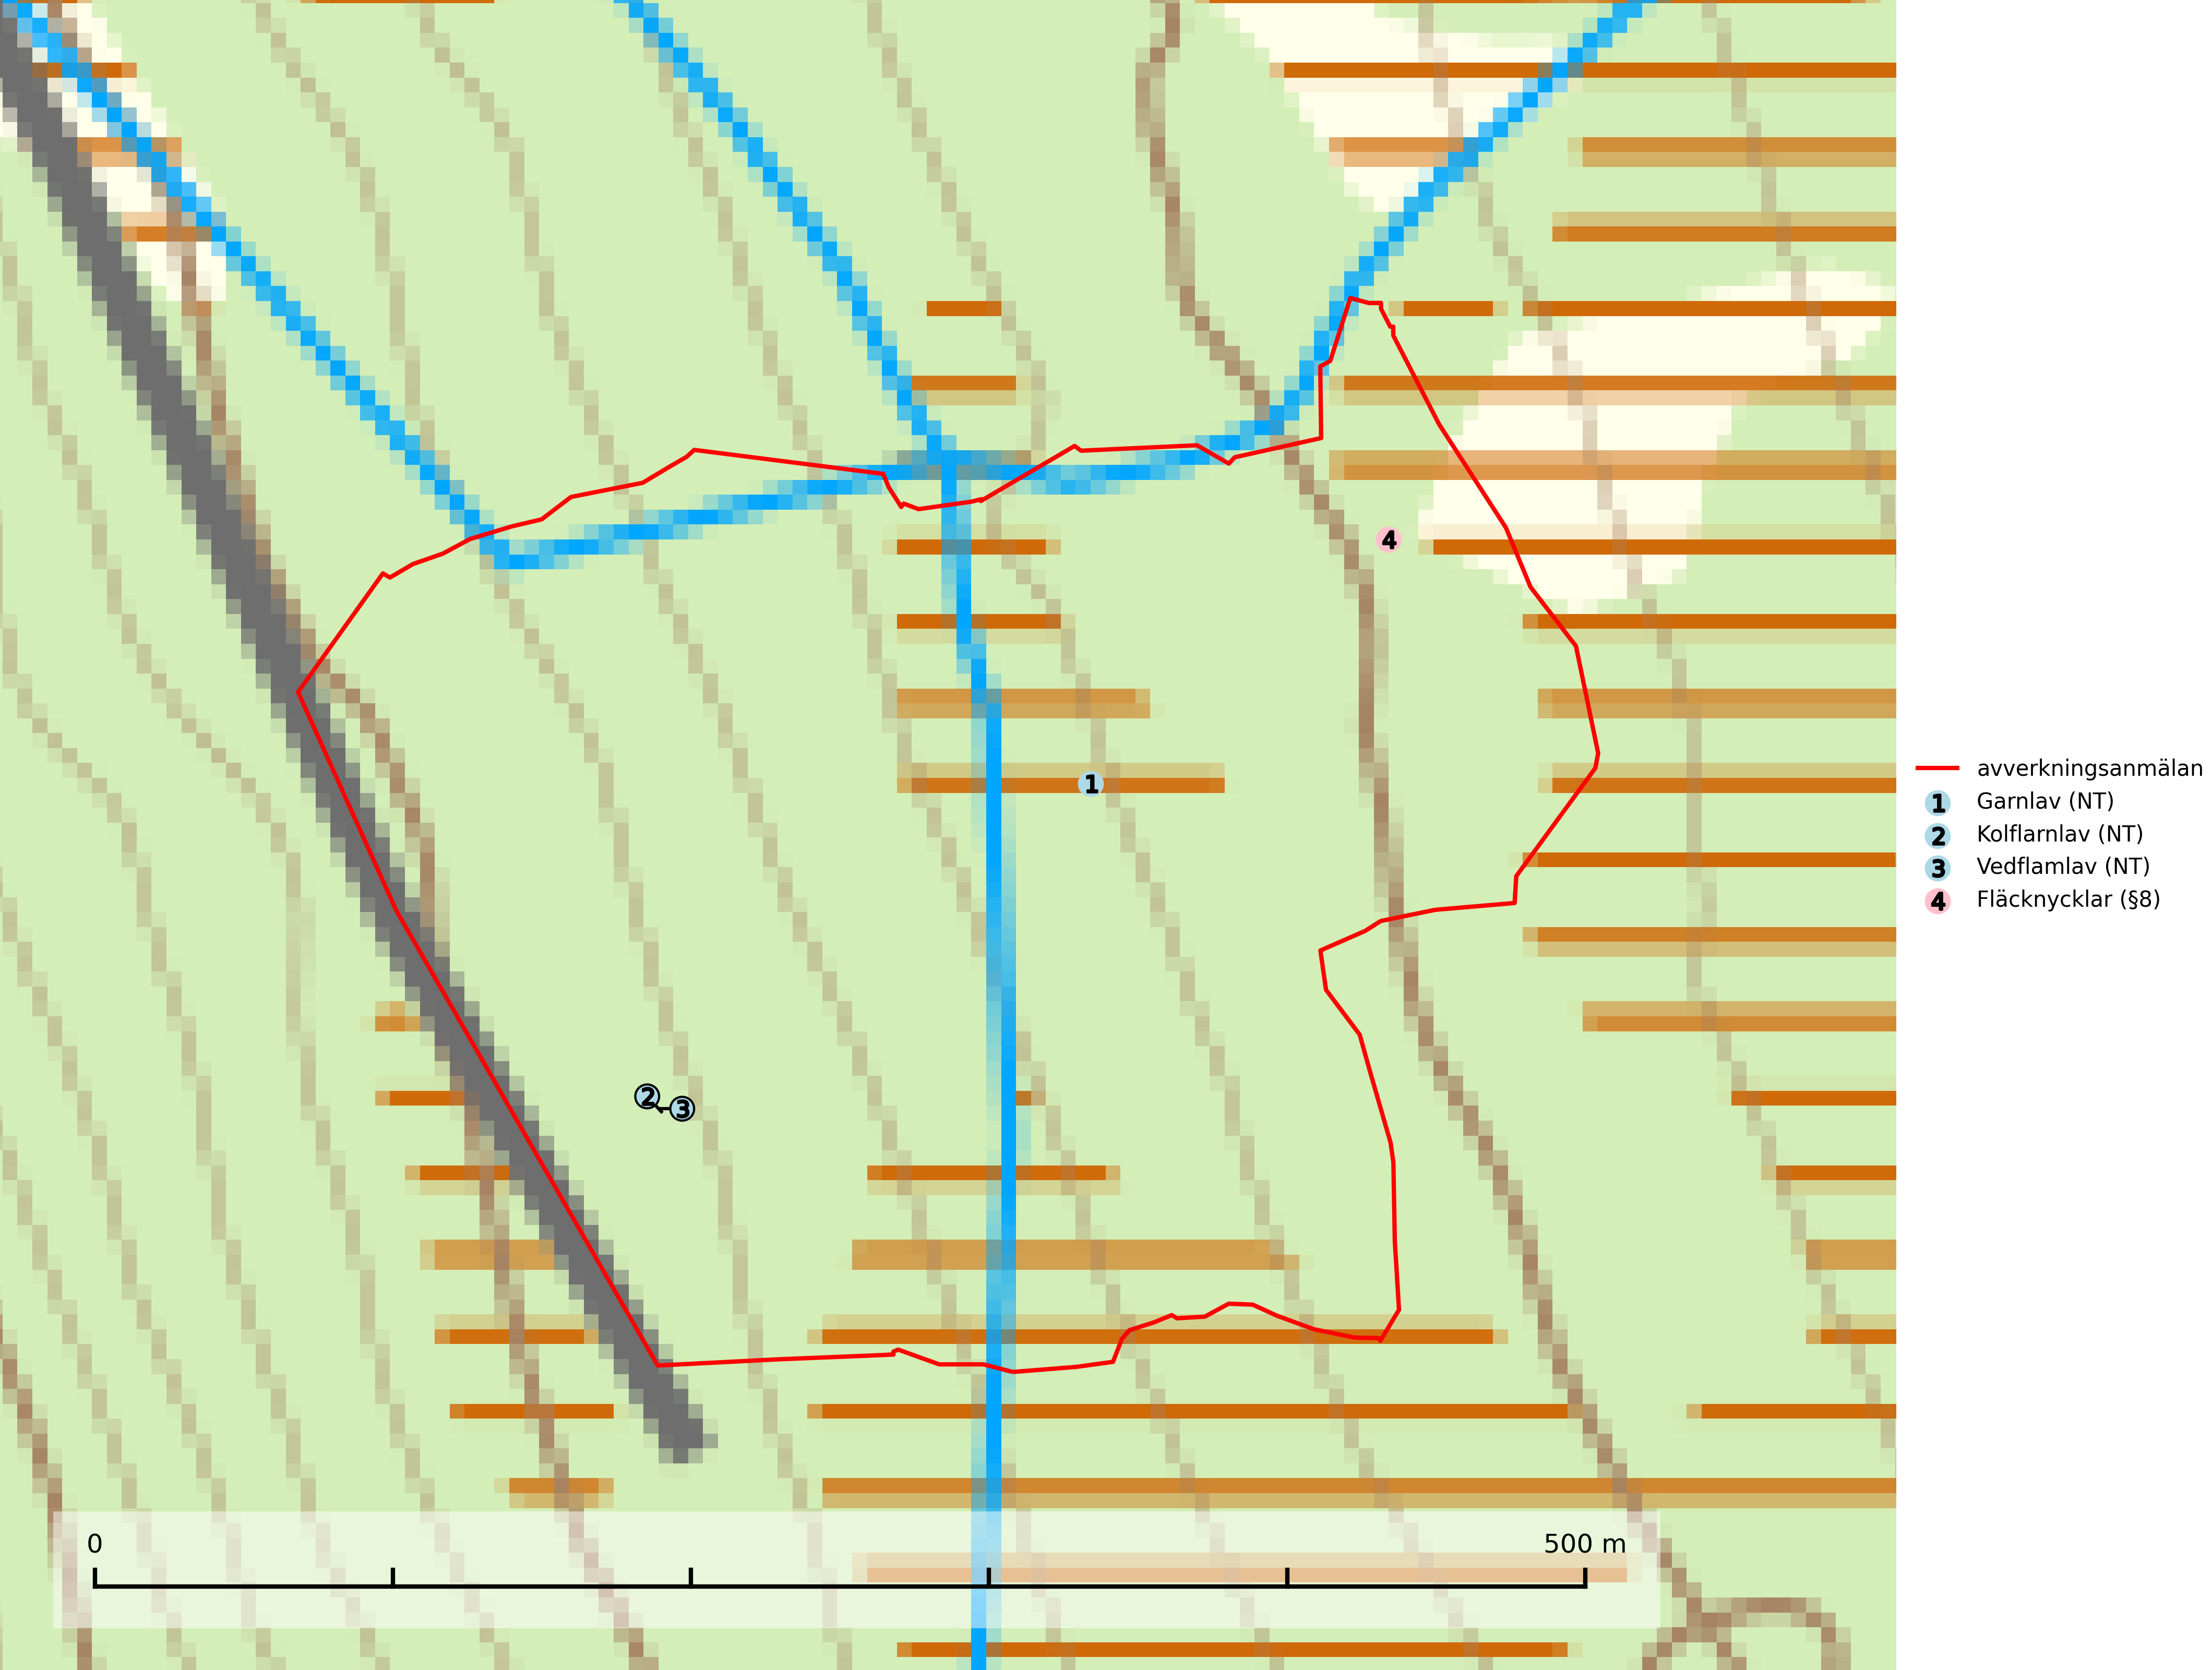 4
1
2
3
avverkningsanmälan
1 Garnlav (NT)
2 Kolflarnlav (NT)
3 Vedflamlav (NT)
4 Fläcknycklar (§8)
0 500 m